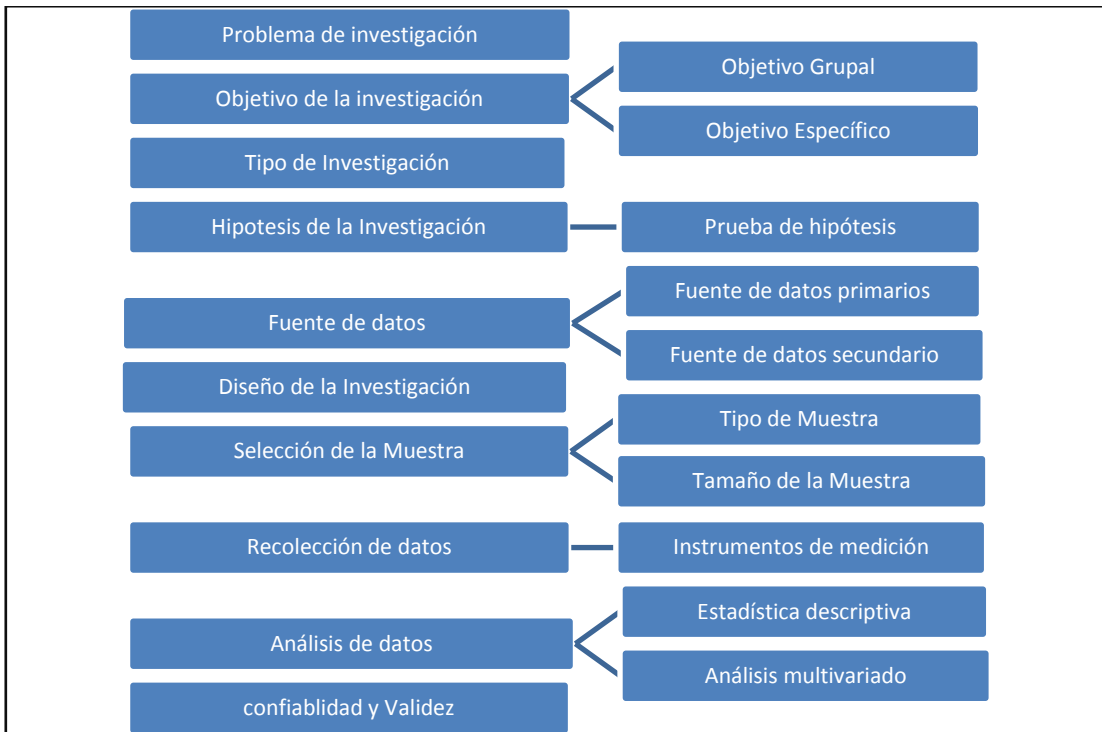 Problema de investigación
Objetivo de la investigación
Objetivo Grupal
Objetivo Específico
Tipo de Investigación
Hipotesis de la Investigación
Prueba de hipótesis
Fuente de datos
Fuente de datos primarios
Fuente de datos secundario
Diseño de la Investigación
Selección de la Muestra
Tipo de Muestra
Tamaño de la Muestra
Recolección de datos
Instrumentos de medición
Análisis de datos
Estadística descriptiva
Análisis multivariado
confiablidad y Validez